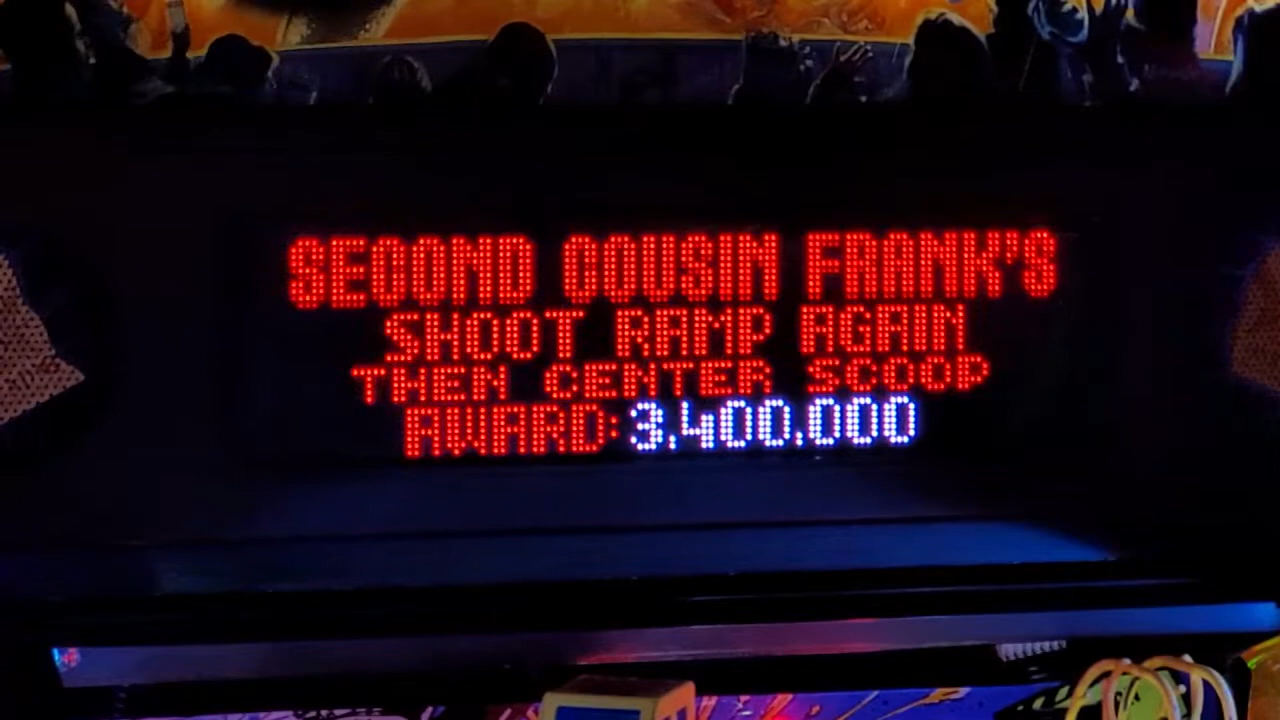 SECOND COUSIN FRANK'S
SHOOT RAMP AGAIN
THEN CENTER SCOOP
AWARD: 3,400,000